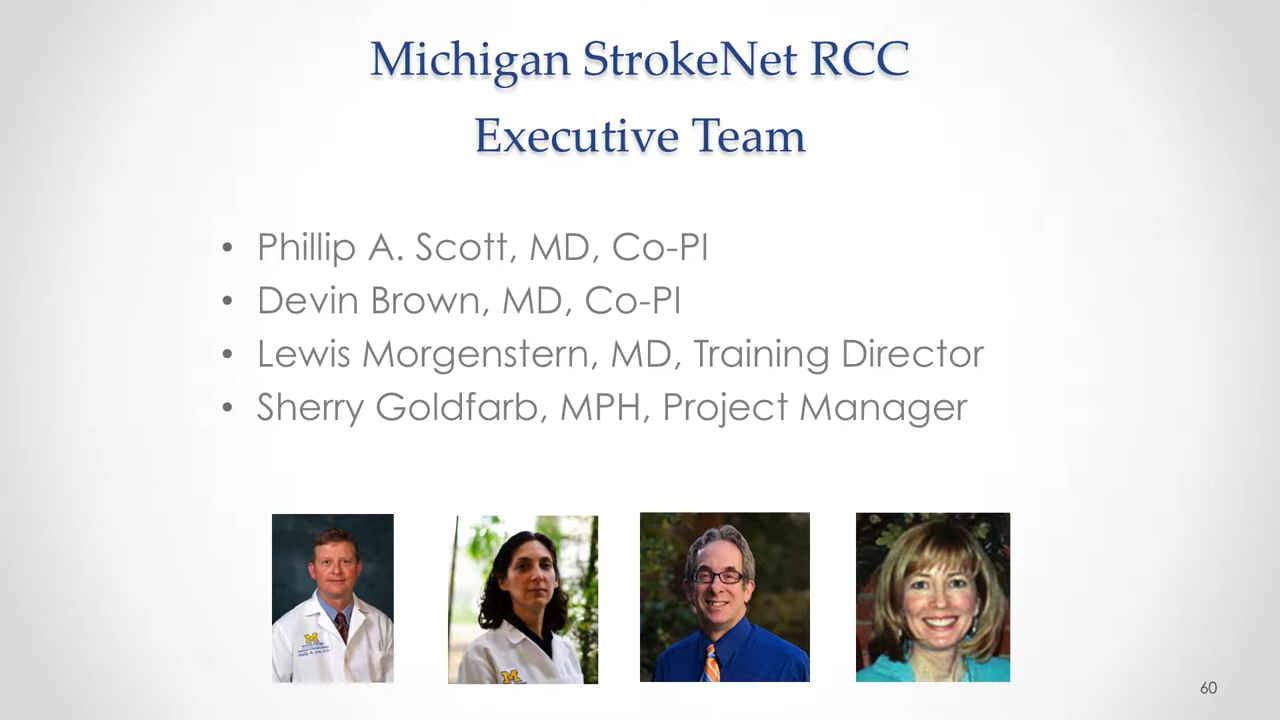 Michigan StrokeNet RCC
Executive Team
• Phillip A. Scott, MD, Co-PI
• Devin Brown, MD, Co-PI
• Lewis Morgenstern, MD, Training Director
• Sherry Goldfarb, MPH, Project Manager
M
M
60